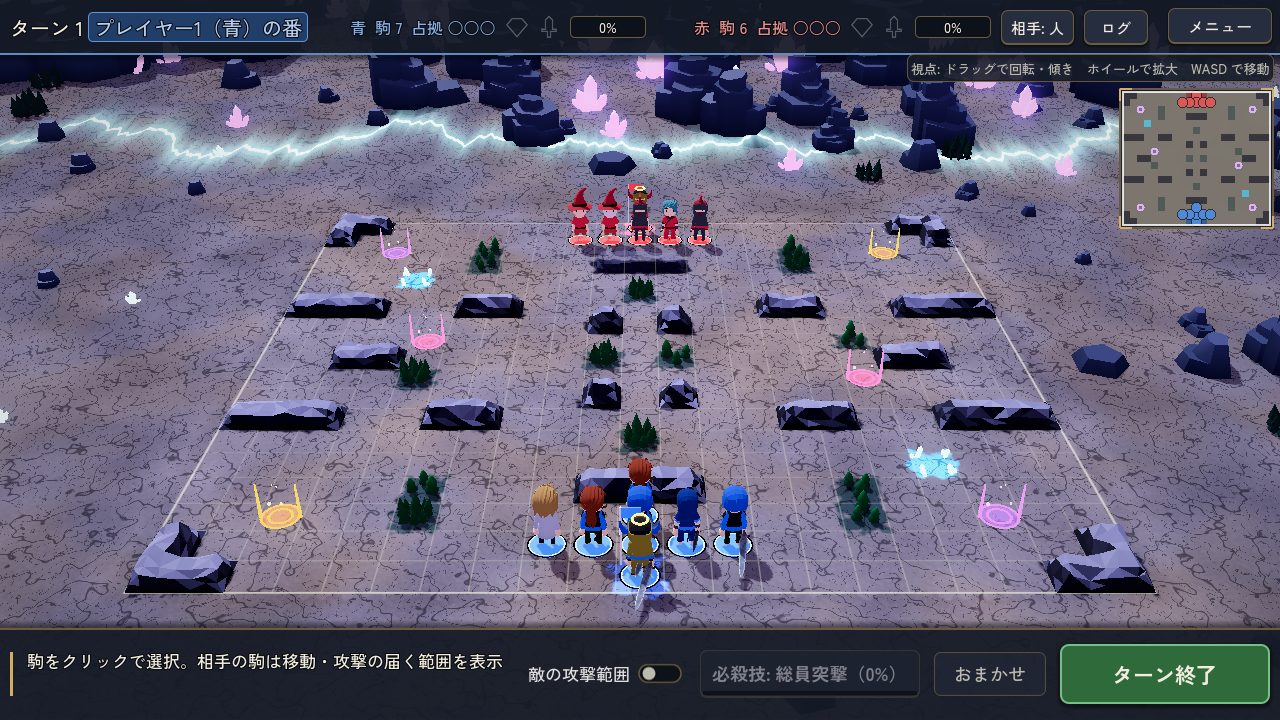 ターン 1 プレイヤー1（青）の番 青 駒 7 占拠 〇〇〇 0% 赤 駒 6 占拠 〇〇〇 0% 相手: 人 ログ メニュー
視点: ドラッグで回転・傾き ホイールで拡大 WASD で移動
駒をクリックで選択。相手の駒は移動・攻撃の届く範囲を表示
敵の攻撃範囲 必殺技: 総員突撃（0%） おまかせ ターン終了